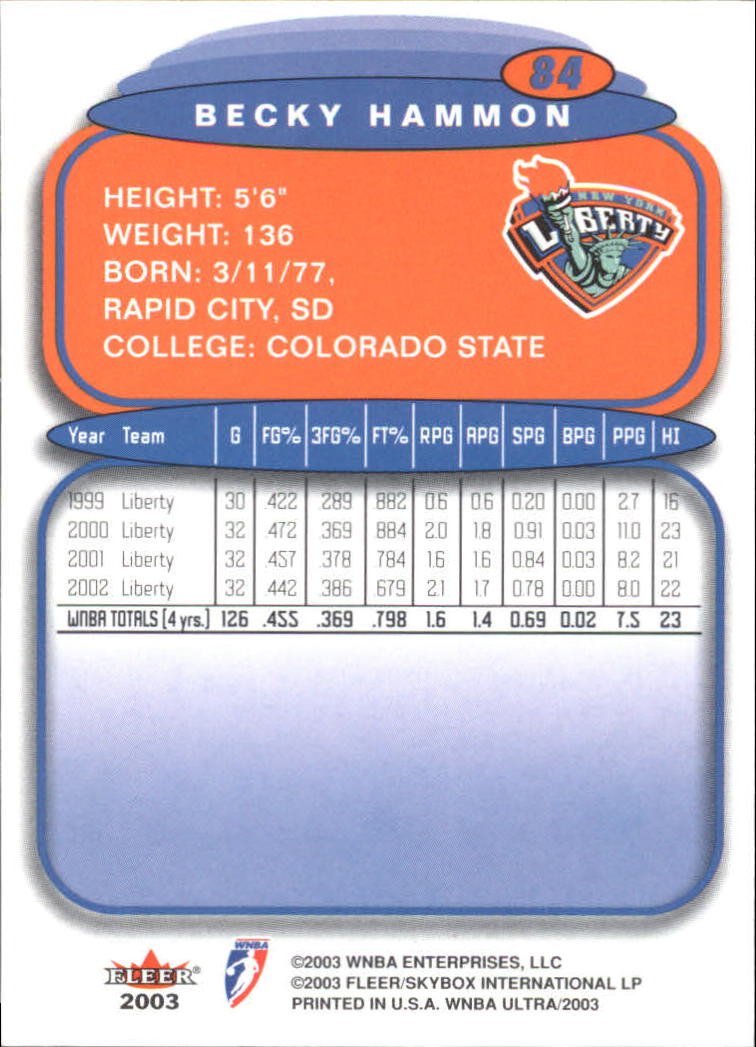 84
BECKY HAMMON
NEW YORK
LIBERTY
HEIGHT: 5'6"
WEIGHT: 136
BORN: 3/11/77,
RAPID CITY, SD
COLLEGE: COLORADO STATE
Year Team G FG% 3FG% FT% RPG APG SPG BPG PPG HI
1999 Liberty 30 .422 .289 .882 0.6 0.6 0.20 0.00 2.7 16
2000 Liberty 32 .472 .369 .884 2.0 1.8 0.91 0.03 11.0 23
2001 Liberty 32 .457 .378 .784 1.6 1.6 0.84 0.03 8.2 21
2002 Liberty 32 .442 .386 .679 2.1 1.7 0.78 0.00 8.0 22
WNBA TOTALS (4 yrs.) 126 .455 .369 .798 1.6 1.4 0.69 0.02 7.5 23
FLEER®
2003
WNBA
©2003 WNBA ENTERPRISES, LLC
©2003 FLEER/SKYBOX INTERNATIONAL LP
PRINTED IN U.S.A. WNBA ULTRA/2003